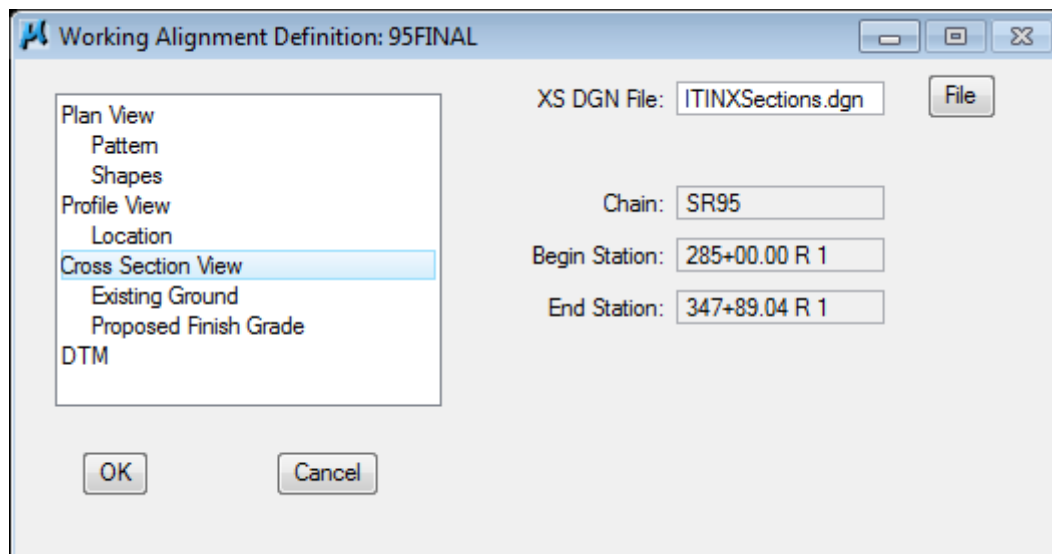 Working Alignment Definition: 95FINAL
Plan View
Pattern
Shapes
Profile View
Location
Cross Section View
Existing Ground
Proposed Finish Grade
DTM
XS DGN File: ITINXSections.dgn File
Chain: SR95
Begin Station: 285+00.00 R 1
End Station: 347+89.04 R 1
OK Cancel